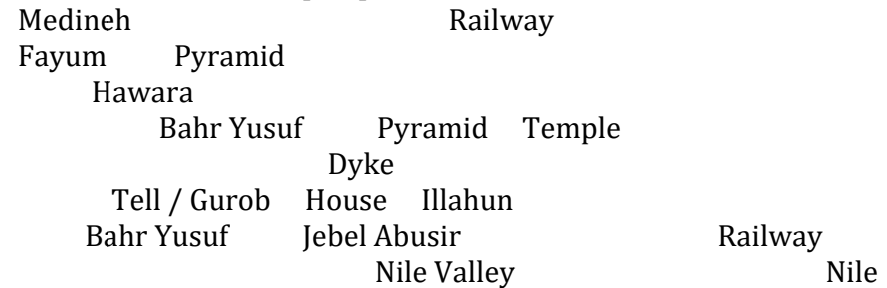 Medineh Railway
Fayum Pyramid
Hawara
Bahr Yusuf Pyramid Temple
Dyke
Tell / Gurob House Illahun
Bahr Yusuf Jebel Abusir Railway
Nile Valley Nile